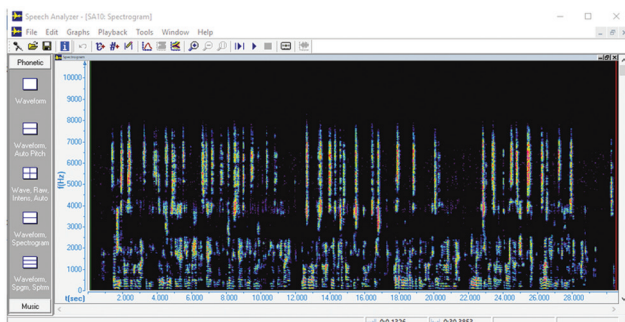 Speech Analyzer - [SA10: Spectrogram]
File Edit Graphs Playback Tools Window Help
Phonetic
Waveform
Waveform, Auto Pitch
Wave, Raw, Intens, Auto
Waveform, Spectrogram
Waveform, Spgm, Sptrm
Music
Spectrogram
f(Hz)
10000
9000
8000
7000
6000
5000
4000
3000
2000
1000
0
t(sec) 2.000 4.000 6.000 8.000 10.000 12.000 14.000 16.000 18.000 20.000 22.000 24.000 26.000 28.000